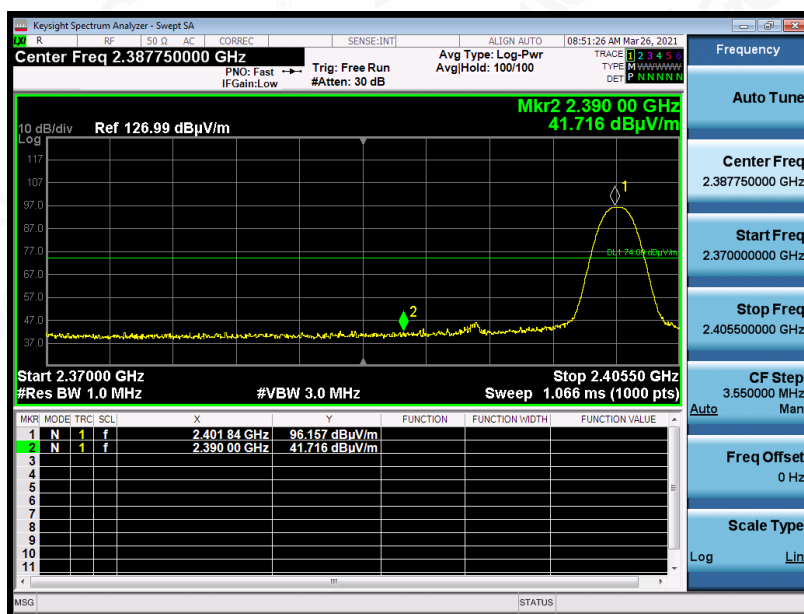 Keysight Spectrum Analyzer - Swept SA
LXI R RF 50 Ω AC CORREC SENSE:INT ALIGN AUTO 08:51:26 AM Mar 26, 2021
Center Freq 2.387750000 GHz
PNO: Fast
IFGain:Low
Trig: Free Run
#Atten: 30 dB
Avg Type: Log-Pwr
Avg|Hold: 100/100
TRACE 1 2 3 4 5 6
TYPE M WWWWW
DET P N N N N N
Mkr2 2.390 00 GHz
41.716 dBµV/m
10 dB/div Ref 126.99 dBµV/m
Log
117
107
97.0
87.0
77.0
67.0
57.0
47.0
37.0
1
2
DL1 74.00 dBµV/m
Start 2.37000 GHz Stop 2.40550 GHz
#Res BW 1.0 MHz #VBW 3.0 MHz Sweep 1.066 ms (1000 pts)
MKR MODE TRC SCL X Y FUNCTION FUNCTION WIDTH FUNCTION VALUE
1 N 1 f 2.401 84 GHz 96.157 dBµV/m
2 N 1 f 2.390 00 GHz 41.716 dBµV/m
3
4
5
6
7
8
9
10
11
MSG STATUS
Frequency
Auto Tune
Center Freq
2.387750000 GHz
Start Freq
2.370000000 GHz
Stop Freq
2.405500000 GHz
CF Step
3.550000 MHz
Auto Man
Freq Offset
0 Hz
Scale Type
Log Lin